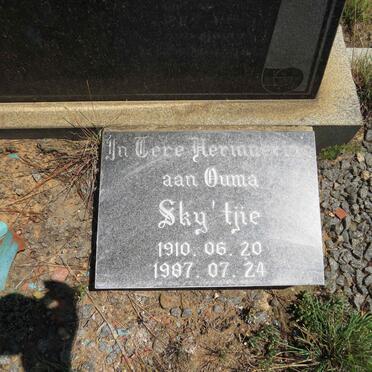 In Tere Herinnering
aan Ouma
Sky'tjie
1910. 06. 20
1987. 07. 24